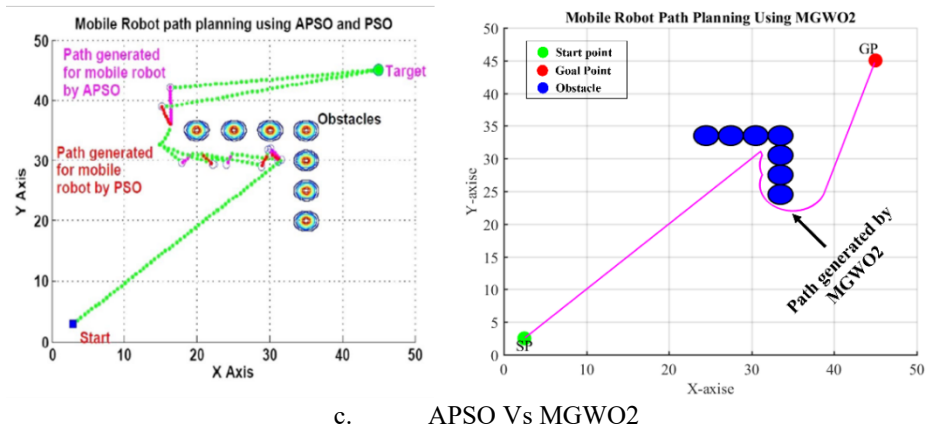 Mobile Robot path planning using APSO and PSO
50
40
30
20
10
0
Y Axis
Path generated
for mobile robot
by APSO
Target
Obstacles
Path generated
for mobile
robot by PSO
Start
0
10
20
30
40
50
X Axis
Mobile Robot Path Planning Using MGWO2
50
45
40
35
30
25
20
15
10
5
0
Y-axise
Start point
Goal Point
Obstacle
GP
Path generated by
MGWO2
SP
0
10
20
30
40
50
X-axise
c. APSO Vs MGWO2